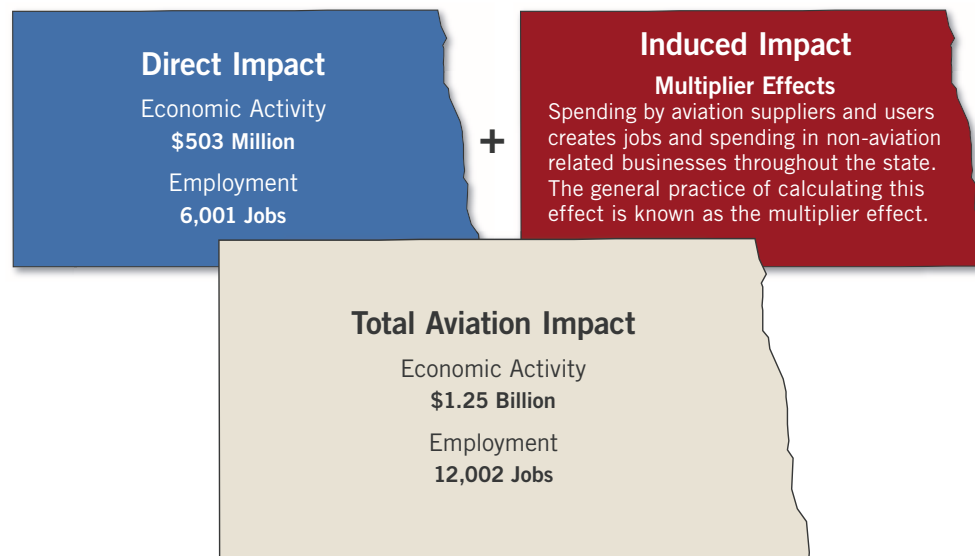 Direct Impact
Economic Activity
$503 Million
Employment
6,001 Jobs
+
Induced Impact
Multiplier Effects
Spending by aviation suppliers and users
creates jobs and spending in non-aviation
related businesses throughout the state.
The general practice of calculating this
effect is known as the multiplier effect.
Total Aviation Impact
Economic Activity
$1.25 Billion
Employment
12,002 Jobs